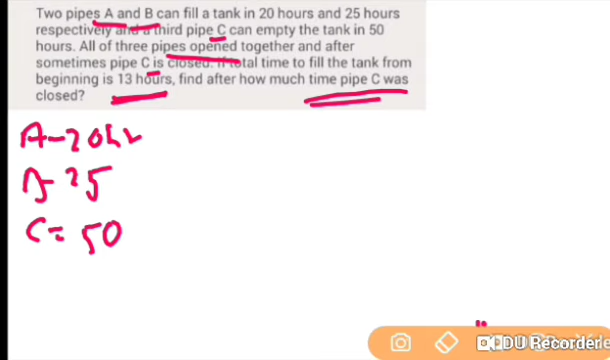 Two pipes A and B can fill a tank in 20 hours and 25 hours
respectively and a third pipe C can empty the tank in 50
hours. All of three pipes opened together and after
sometimes pipe C is closed. If total time to fill the tank from
beginning is 13 hours, find after how much time pipe C was
closed?
A-20hr
25
C= 50
DU Recorder